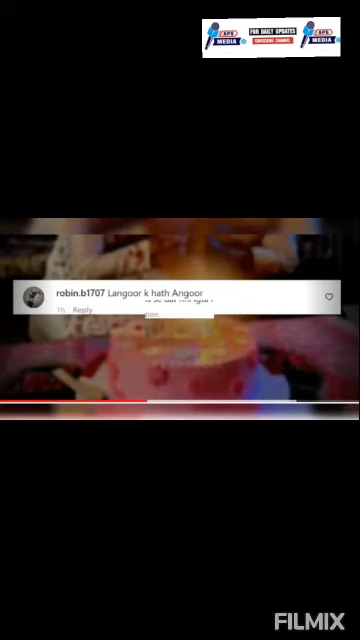 APS
MEDIA
FOR DAILY UPDATES
SUBSCRIBE CHANNEL
APS
MEDIA
robin.b1707 Langoor k hath Angoor
1h Reply
FILMIX